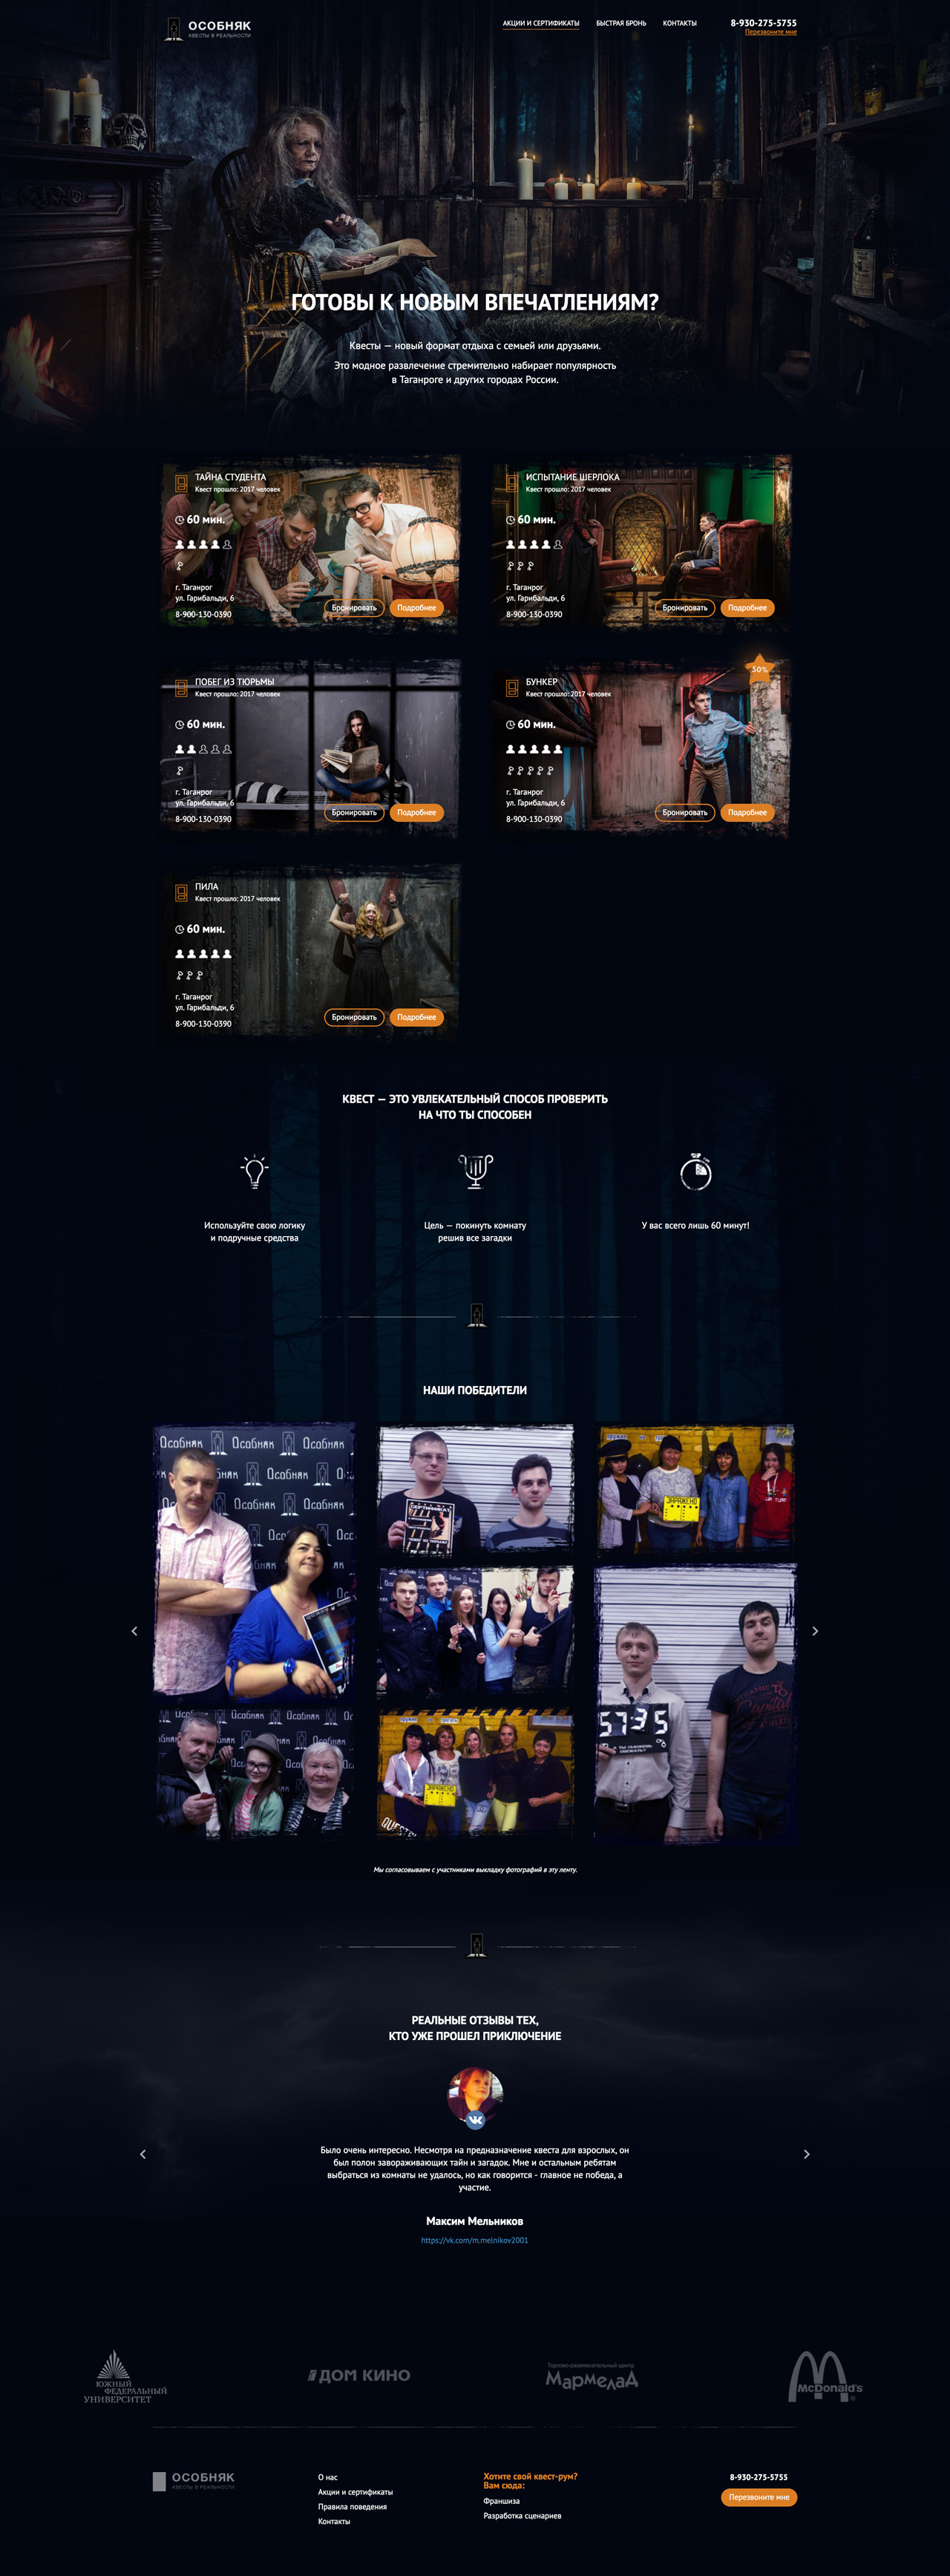 ОСОБНЯК
КВЕСТЫ В РЕАЛЬНОСТИ
АКЦИИ И СЕРТИФИКАТЫ
БЫСТРАЯ БРОНЬ
КОНТАКТЫ
8-930-275-5755
Перезвоните мне
ГОТОВЫ К НОВЫМ ВПЕЧАТЛЕНИЯМ?
Квесты — новый формат отдыха с семьей или друзьями.
Это модное развлечение стремительно набирает популярность
в Таганроге и других городах России.
ТАЙНА СТУДЕНТА
Квест прошло: 2017 человек
60 мин.
г. Таганрог
ул. Гарибальди, 6
8-900-130-0390
Бронировать
Подробнее
ИСПЫТАНИЕ ШЕРЛОКА
Квест прошло: 2017 человек
60 мин.
г. Таганрог
ул. Гарибальди, 6
8-900-130-0390
Бронировать
Подробнее
ПОБЕГ ИЗ ТЮРЬМЫ
Квест прошло: 2017 человек
60 мин.
г. Таганрог
ул. Гарибальди, 6
8-900-130-0390
Бронировать
Подробнее
50%
БУНКЕР
Квест прошло: 2017 человек
60 мин.
г. Таганрог
ул. Гарибальди, 6
8-900-130-0390
Бронировать
Подробнее
ПИЛА
Квест прошло: 2017 человек
60 мин.
г. Таганрог
ул. Гарибальди, 6
8-900-130-0390
Бронировать
Подробнее
КВЕСТ — ЭТО УВЛЕКАТЕЛЬНЫЙ СПОСОБ ПРОВЕРИТЬ
НА ЧТО ТЫ СПОСОБЕН
Используйте свою логику
и подручные средства
Цель — покинуть комнату
решив все загадки
У вас всего лишь 60 минут!
НАШИ ПОБЕДИТЕЛИ
Особняк
Особняк
Особняк
Особняк
СЕРТИФИКАТ
ЗАРАЖЕНО
57:35
ЗАРАЖЕНО
QUEST
Мы согласовываем с участниками выкладку фотографий в эту ленту.
РЕАЛЬНЫЕ ОТЗЫВЫ ТЕХ,
КТО УЖЕ ПРОШЕЛ ПРИКЛЮЧЕНИЕ
Было очень интересно. Несмотря на предназначение квеста для взрослых, он
был полон завораживающих тайн и загадок. Мне и остальным ребятам
выбраться из комнаты не удалось, но как говорится - главное не победа, а
участие.
Максим Мельников
https://vk.com/m.melnikov2001
ЮЖНЫЙ
ФЕДЕРАЛЬНЫЙ
УНИВЕРСИТЕТ
ДОМ КИНО
Торгово-развлекательный центр
МармелаД
McDonald's
ОСОБНЯК
КВЕСТЫ В РЕАЛЬНОСТИ
О нас
Акции и сертификаты
Правила поведения
Контакты
Хотите свой квест-рум?
Вам сюда:
Франшиза
Разработка сценариев
8-930-275-5755
Перезвоните мне